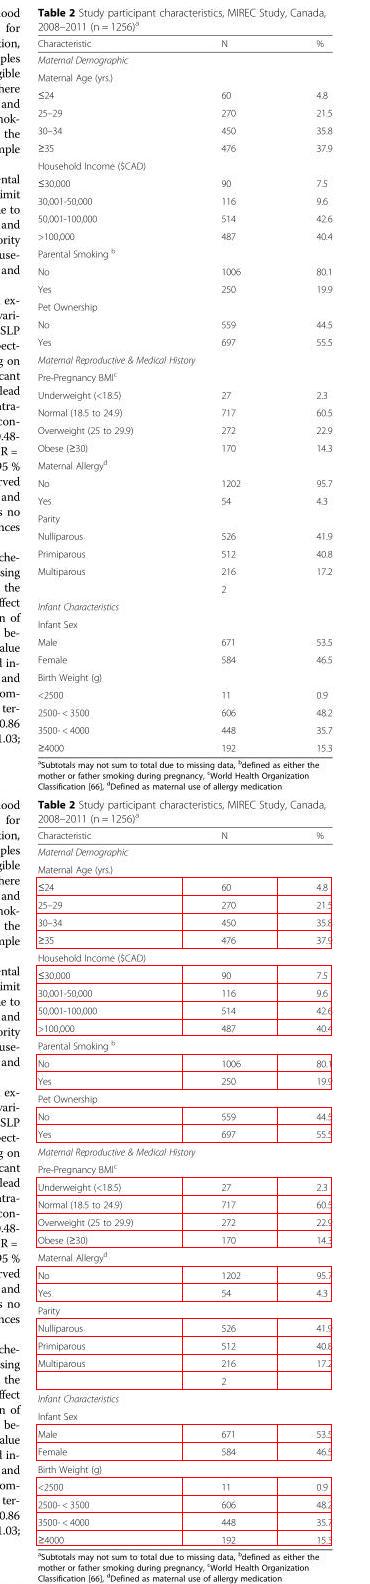 lood
for
tion,
ples
gible
here
and
nok-
the
mple
ental
imit
e to
and
ority
use-
and
ex-
vari-
SLP
pect-
g on
cant
lead
ntra-
con-
0.48-
R =
95 %
rved
and
s no
nces
che-
sing
the
ffect
n of
be-
alue
d in-
and
om-
ter-
0.86
1.03;
Table 2 Study participant characteristics, MIREC Study, Canada,
2008–2011 (n = 1256)a
Characteristic N %
Maternal Demographic
Maternal Age (yrs.)
≤24 60 4.8
25–29 270 21.5
30–34 450 35.8
≥35 476 37.9
Household Income ($CAD)
≤30,000 90 7.5
30,001-50,000 116 9.6
50,001-100,000 514 42.6
>100,000 487 40.4
Parental Smoking b
No 1006 80.1
Yes 250 19.9
Pet Ownership
No 559 44.5
Yes 697 55.5
Maternal Reproductive & Medical History
Pre-Pregnancy BMIc
Underweight (<18.5) 27 2.3
Normal (18.5 to 24.9) 717 60.5
Overweight (25 to 29.9) 272 22.9
Obese (≥30) 170 14.3
Maternal Allergyd
No 1202 95.7
Yes 54 4.3
Parity
Nulliparous 526 41.9
Primiparous 512 40.8
Multiparous 216 17.2
2
Infant Characteristics
Infant Sex
Male 671 53.5
Female 584 46.5
Birth Weight (g)
<2500 11 0.9
2500- < 3500 606 48.2
3500- < 4000 448 35.7
≥4000 192 15.3
aSubtotals may not sum to total due to missing data, bdefined as either the
mother or father smoking during pregnancy, cWorld Health Organization
Classification [66], dDefined as maternal use of allergy medication
lood
for
tion,
ples
gible
here
and
nok-
the
mple
ental
imit
e to
and
ority
use-
and
ex-
vari-
SLP
pect-
g on
cant
lead
ntra-
con-
0.48-
R =
95 %
rved
and
s no
nces
che-
sing
the
ffect
n of
be-
alue
d in-
and
om-
ter-
0.86
1.03;
Table 2 Study participant characteristics, MIREC Study, Canada,
2008–2011 (n = 1256)a
Characteristic N %
Maternal Demographic
Maternal Age (yrs.)
≤24 60 4.8
25–29 270 21.5
30–34 450 35.8
≥35 476 37.9
Household Income ($CAD)
≤30,000 90 7.5
30,001-50,000 116 9.6
50,001-100,000 514 42.6
>100,000 487 40.4
Parental Smoking b
No 1006 80.1
Yes 250 19.9
Pet Ownership
No 559 44.5
Yes 697 55.5
Maternal Reproductive & Medical History
Pre-Pregnancy BMIc
Underweight (<18.5) 27 2.3
Normal (18.5 to 24.9) 717 60.5
Overweight (25 to 29.9) 272 22.9
Obese (≥30) 170 14.3
Maternal Allergyd
No 1202 95.7
Yes 54 4.3
Parity
Nulliparous 526 41.9
Primiparous 512 40.8
Multiparous 216 17.2
2
Infant Characteristics
Infant Sex
Male 671 53.5
Female 584 46.5
Birth Weight (g)
<2500 11 0.9
2500- < 3500 606 48.2
3500- < 4000 448 35.7
≥4000 192 15.3
aSubtotals may not sum to total due to missing data, bdefined as either the
mother or father smoking during pregnancy, cWorld Health Organization
Classification [66], dDefined as maternal use of allergy medication